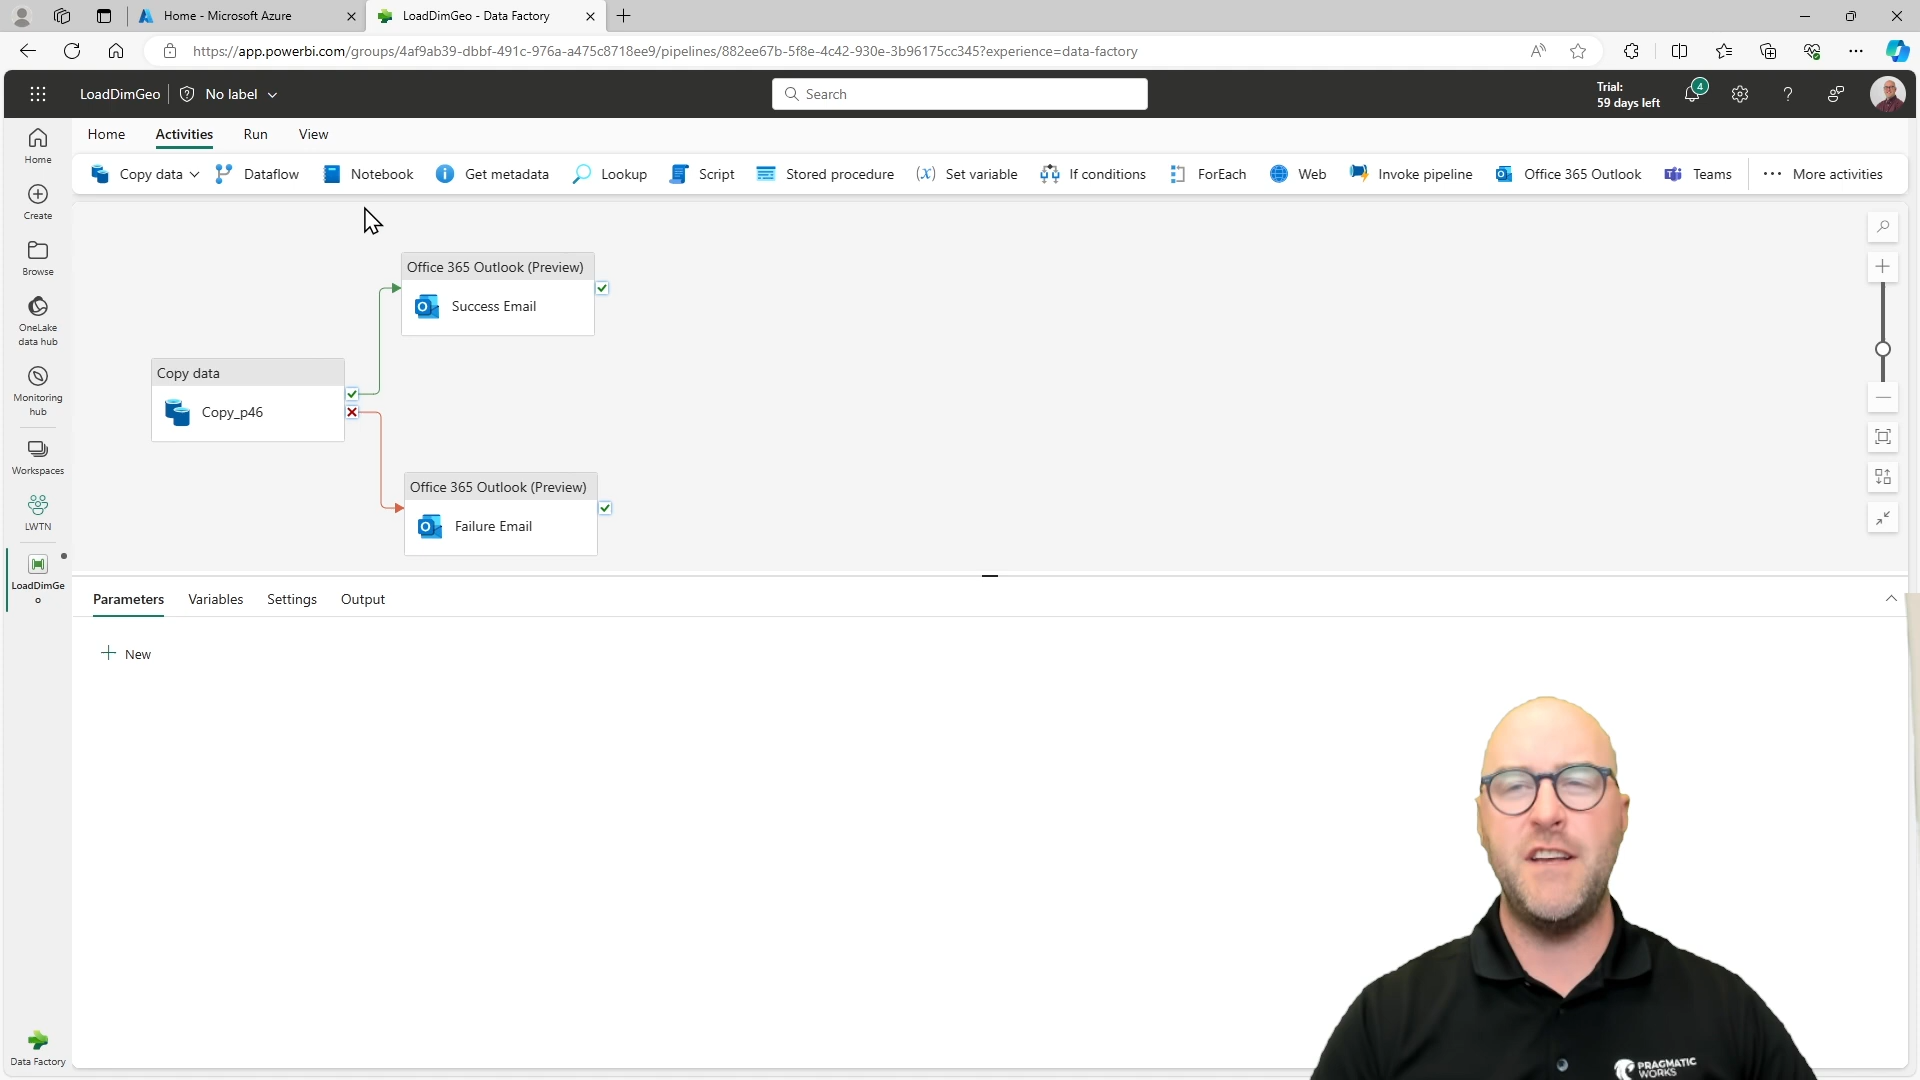 Home - Microsoft Azure
LoadDimGeo - Data Factory
https://app.powerbi.com/groups/4af9ab39-dbbf-491c-976a-a475c8718ee9/pipelines/882ee67b-5f8e-4c42-930e-3b96175cc345?experience=data-factory
LoadDimGeo
No label
Search
Trial:
59 days left
4
Home
Activities
Run
View
Copy data
Dataflow
Notebook
Get metadata
Lookup
Script
Stored procedure
Set variable
If conditions
ForEach
Web
Invoke pipeline
Office 365 Outlook
Teams
More activities
Home
Create
Browse
OneLake
data hub
Monitoring
hub
Workspaces
LWTN
LoadDimGe
o
Data Factory
Office 365 Outlook (Preview)
Success Email
Copy data
Copy_p46
Office 365 Outlook (Preview)
Failure Email
Parameters
Variables
Settings
Output
New
PRAGMATIC
WORKS